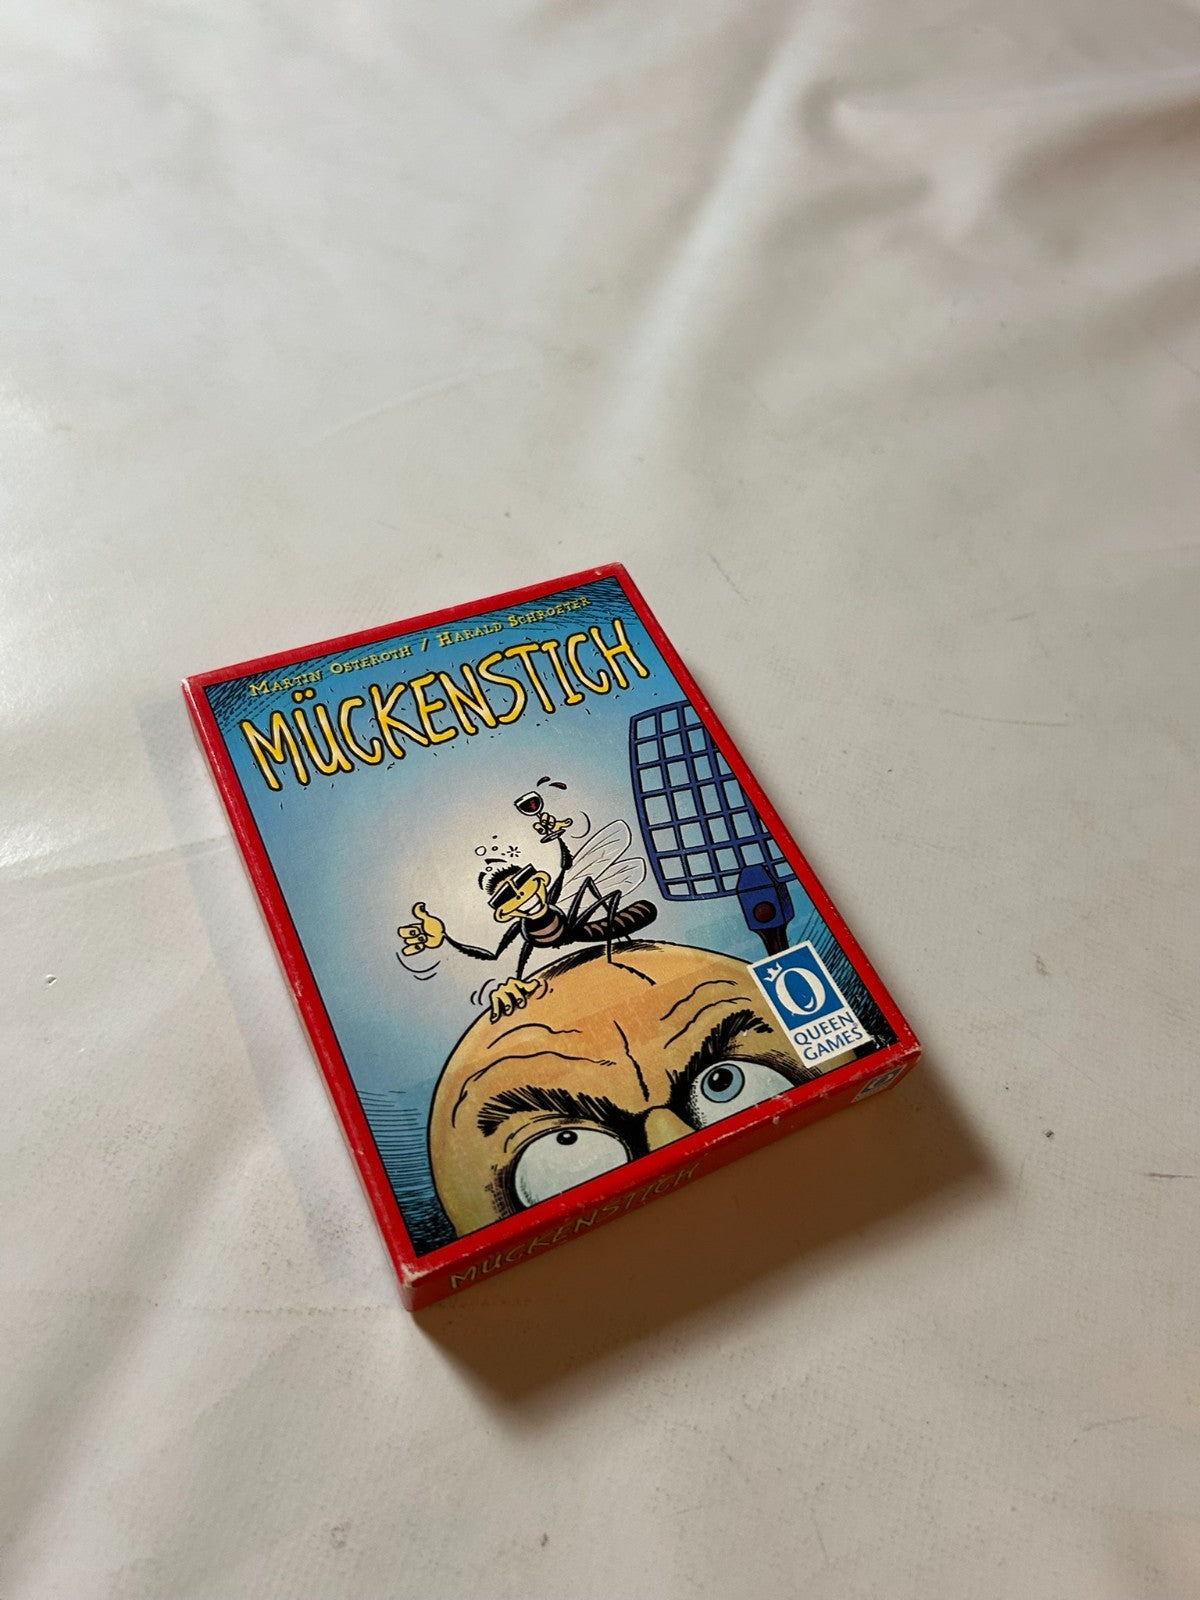 MARTIN OSTEROTH / HARALD SCHROETER
MÜCKENSTICH
QUEEN
GAMES
MÜCKENSTICH